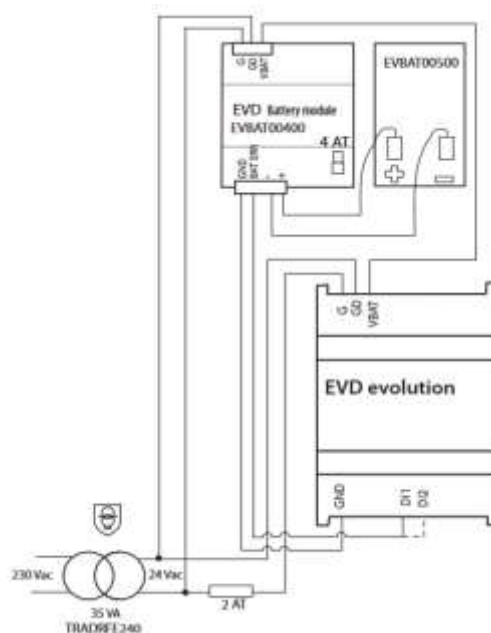 G
G0
VBAT
EVD Battery module
EVBAT00400
4 AT
GND
BAT ERR
-
+
EVBAT00500
G
G0
VBAT
EVD evolution
GND
DI1
DI2
230 Vac
24 Vac
35 VA
TRADRFE240
2 AT